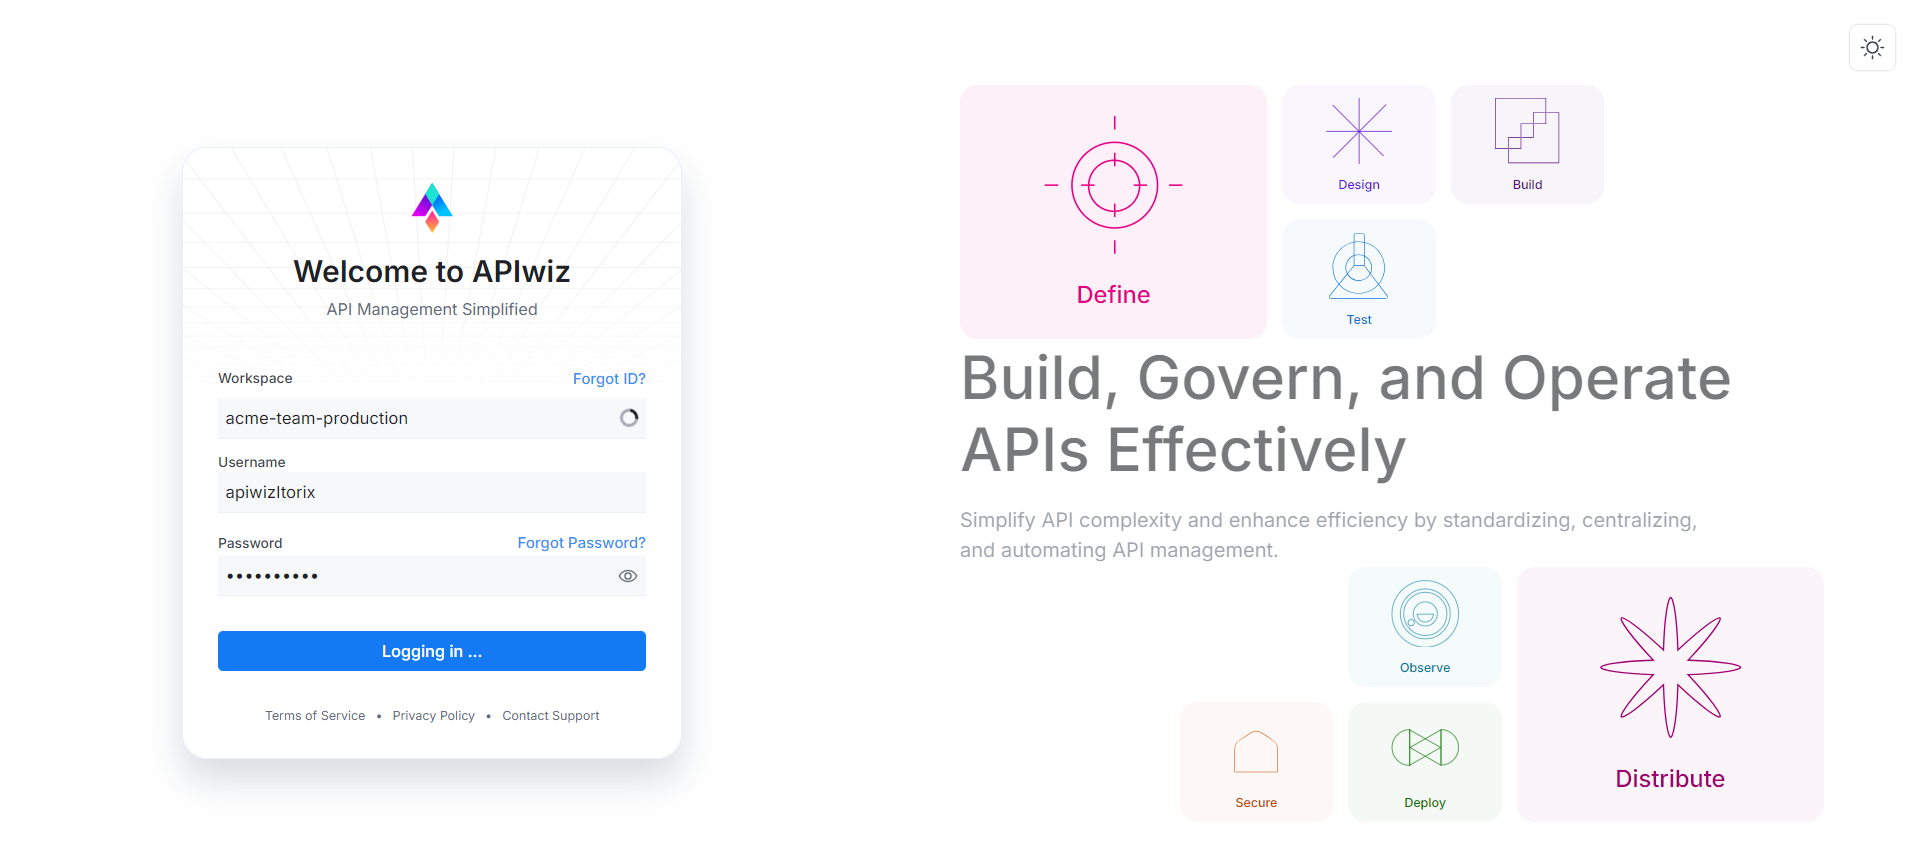 Welcome to APIwiz
API Management Simplified
Workspace
Forgot ID?
acme-team-production
Username
apiwizItorix
Password
Forgot Password?
••••••••••
Logging in ...
Terms of Service • Privacy Policy • Contact Support
Define
Design
Build
Test
Build, Govern, and Operate
APIs Effectively
Simplify API complexity and enhance efficiency by standardizing, centralizing,
and automating API management.
Observe
Secure
Deploy
Distribute